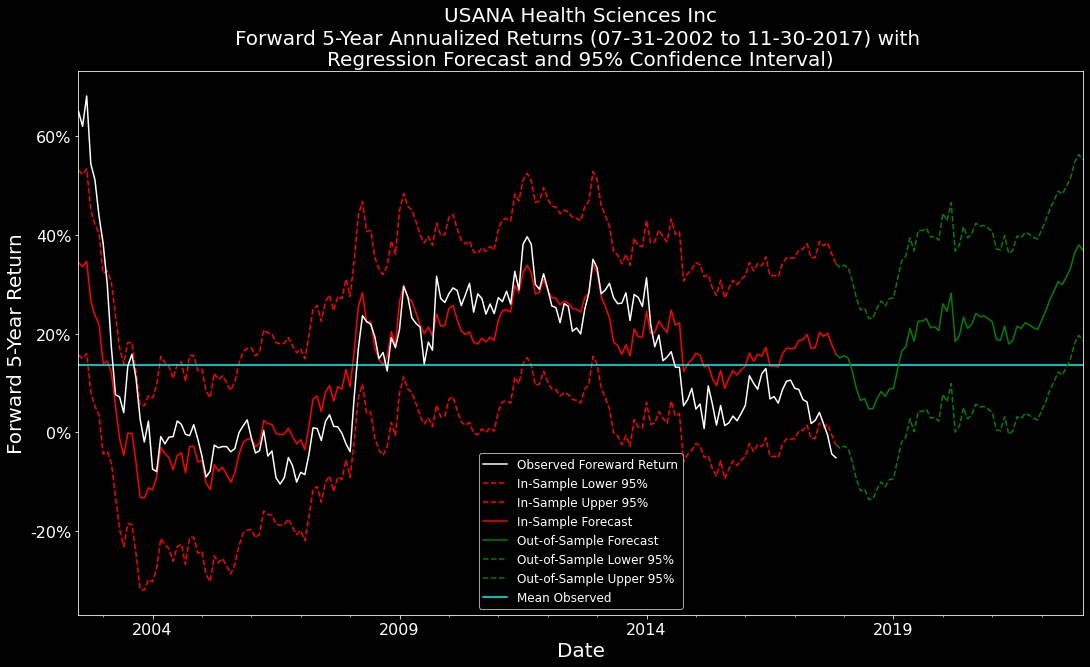 USANA Health Sciences Inc
Forward 5-Year Annualized Returns (07-31-2002 to 11-30-2017) with
Regression Forecast and 95% Confidence Interval)
Forward 5-Year Return
60%
40%
20%
0%
-20%
Observed Foreward Return
In-Sample Lower 95%
In-Sample Upper 95%
In-Sample Forecast
Out-of-Sample Forecast
Out-of-Sample Lower 95%
Out-of-Sample Upper 95%
Mean Observed
2004
2009
2014
2019
Date